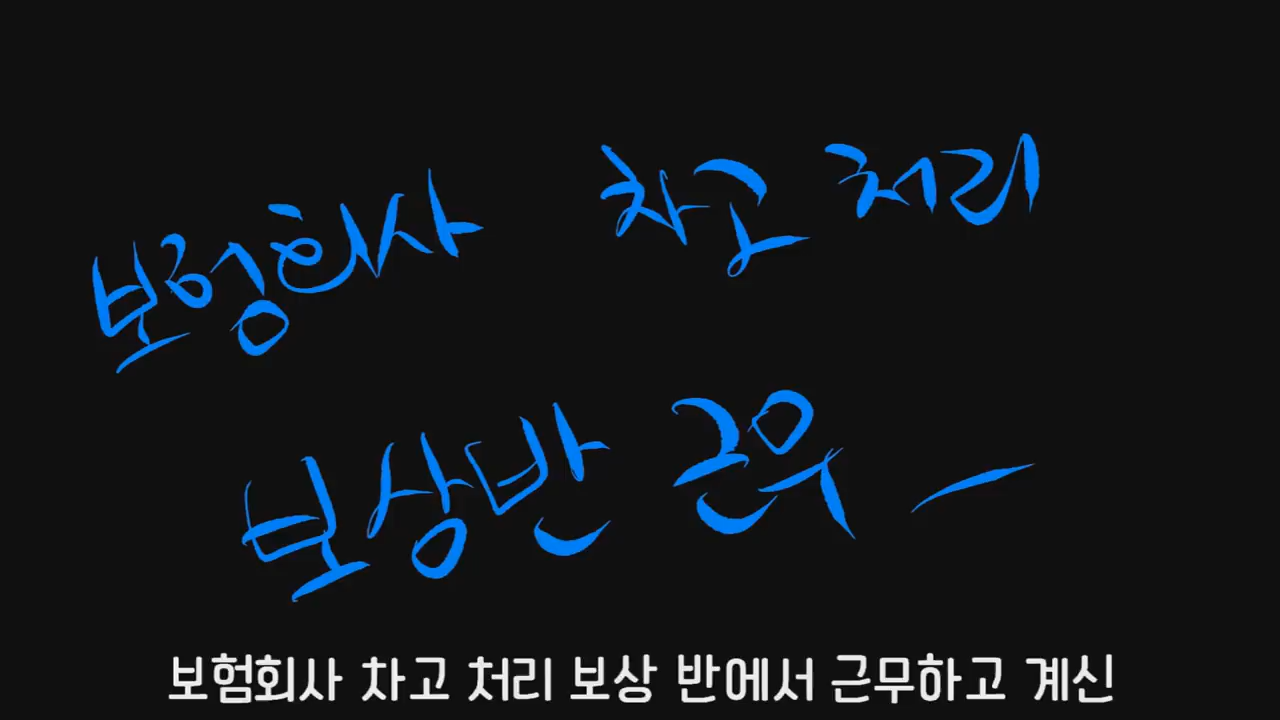 보험회사 차고 처리
보상반 근무 –
보험회사 차고 처리 보상 반에서 근무하고 계신